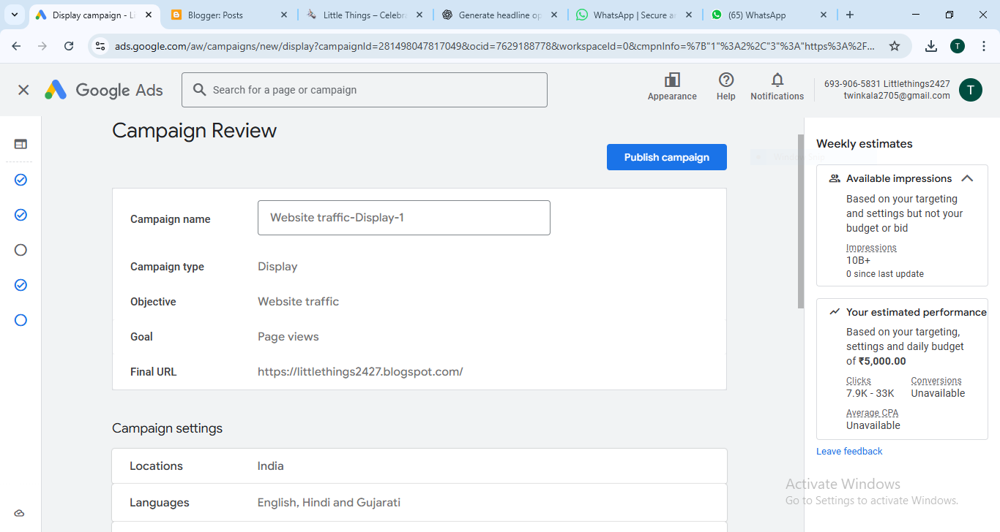 Display campaign - Li
Blogger: Posts
Little Things – Celebra
Generate headline op
WhatsApp | Secure a
(65) WhatsApp
ads.google.com/aw/campaigns/new/display?campaignId=281498047817049&ocid=7629188778&workspaceId=0&cmpnInfo=%7B"1"%3A2%2C"3"%3A"https%3A%2F...
T
Google Ads
Search for a page or campaign
Appearance
Help
Notifications
693-906-5831 Littlethings2427
twinkala2705@gmail.com
T
Campaign Review
Publish campaign
Campaign name
Website traffic-Display-1
Campaign type
Display
Objective
Website traffic
Goal
Page views
Final URL
https://littlethings2427.blogspot.com/
Campaign settings
Locations
India
Languages
English, Hindi and Gujarati
Weekly estimates
Available impressions
Based on your targeting
and settings but not your
budget or bid
Impressions
10B+
0 since last update
Your estimated performance
Based on your targeting,
settings and daily budget
of ₹5,000.00
Clicks
Conversions
7.9K - 33K
Unavailable
Average CPA
Unavailable
Leave feedback
Activate Windows
Go to Settings to activate Windows.